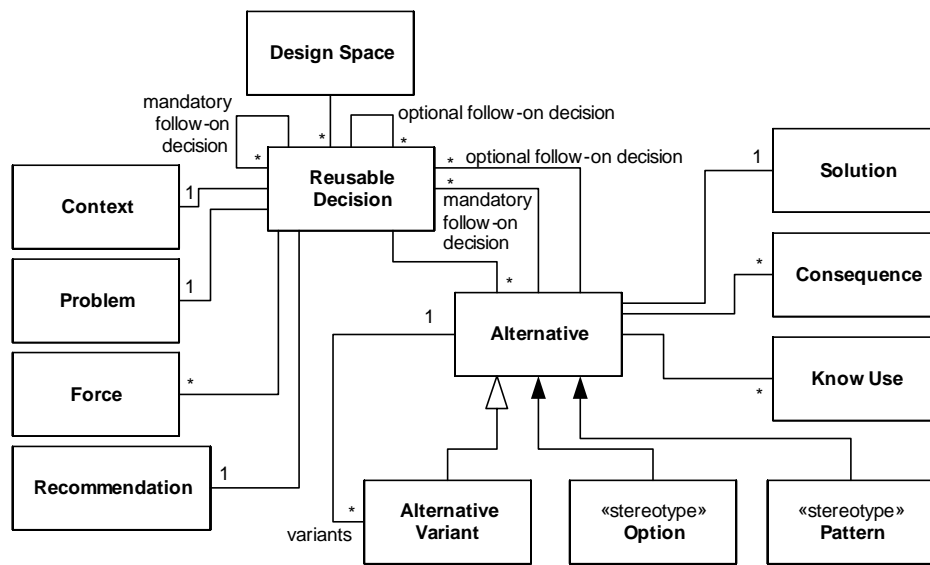 Design Space
mandatory
follow-on
decision
optional follow-on decision
*
*
*
*
optional follow-on decision
*
mandatory
follow-on
decision
Reusable
Decision
1
Solution
Context
1
*
Consequence
Problem
1
*
1
Alternative
Know Use
*
Force
*
Recommendation
1
variants
*
Alternative
Variant
«stereotype»
Option
«stereotype»
Pattern